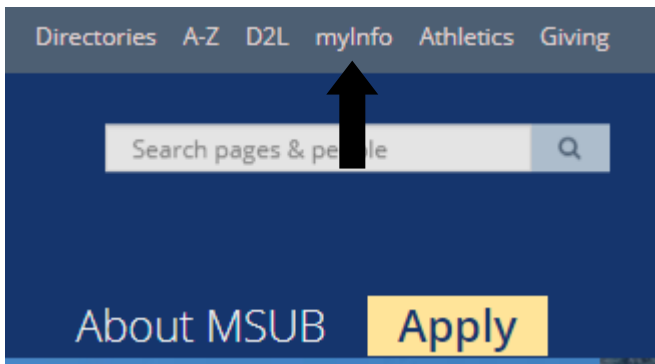 Directories A-Z D2L myInfo Athletics Giving
Search pages & people
About MSUB Apply